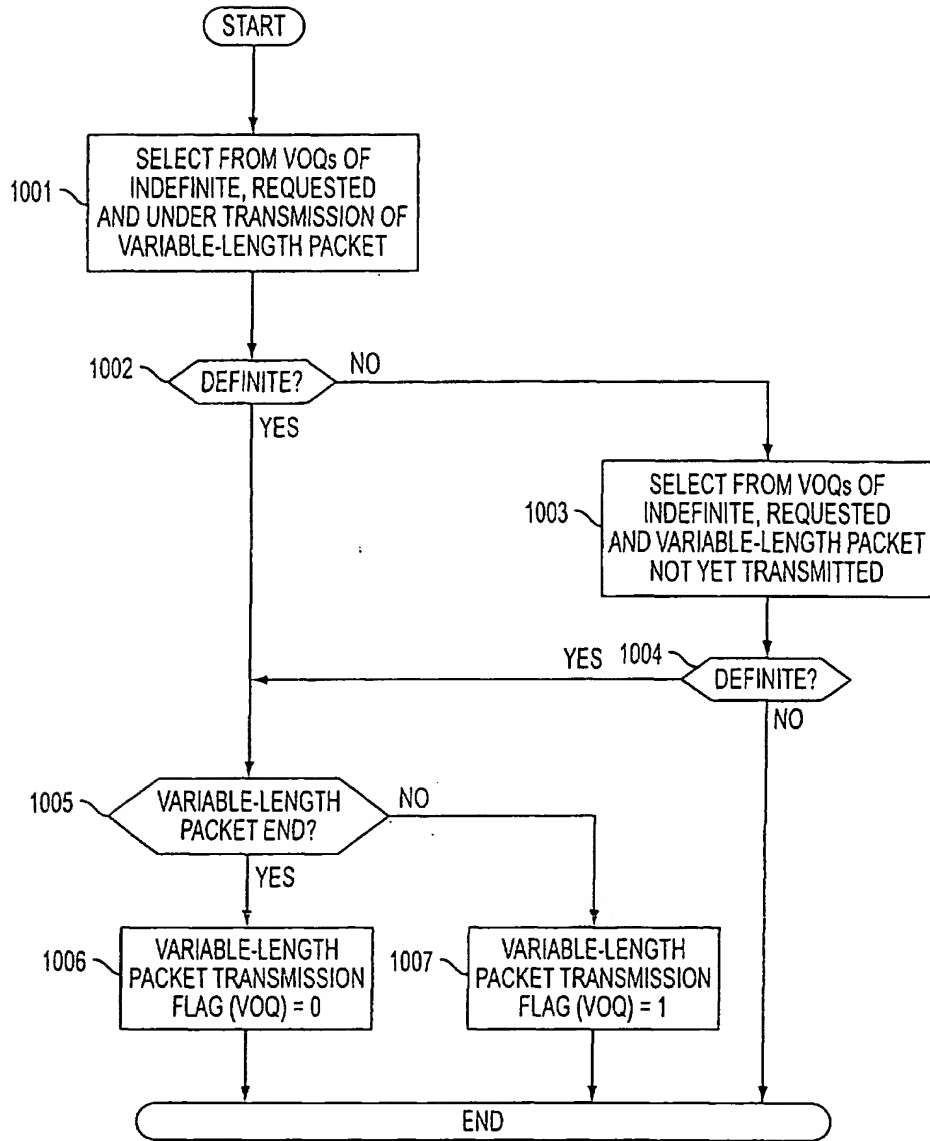 START
1001
SELECT FROM VOQs OF
INDEFINITE, REQUESTED
AND UNDER TRANSMISSION OF
VARIABLE-LENGTH PACKET
1002
DEFINITE?
NO
YES
1003
SELECT FROM VOQs OF
INDEFINITE, REQUESTED
AND VARIABLE-LENGTH PACKET
NOT YET TRANSMITTED
YES
1004
DEFINITE?
NO
1005
VARIABLE-LENGTH
PACKET END?
NO
YES
1006
VARIABLE-LENGTH
PACKET TRANSMISSION
FLAG (VOQ) = 0
1007
VARIABLE-LENGTH
PACKET TRANSMISSION
FLAG (VOQ) = 1
END